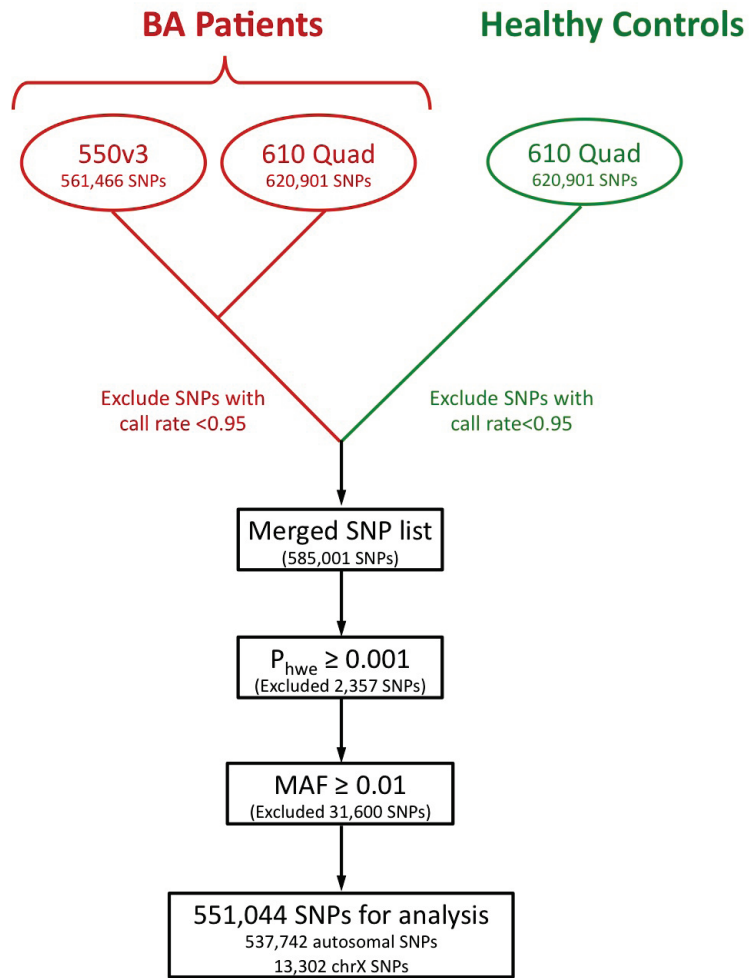 BA Patients
Healthy Controls
550v3
561,466 SNPs
610 Quad
620,901 SNPs
610 Quad
620,901 SNPs
Exclude SNPs with
call rate <0.95
Exclude SNPs with
call rate<0.95
Merged SNP list
(585,001 SNPs)
Phwe ≥ 0.001
(Excluded 2,357 SNPs)
MAF ≥ 0.01
(Excluded 31,600 SNPs)
551,044 SNPs for analysis
537,742 autosomal SNPs
13,302 chrX SNPs